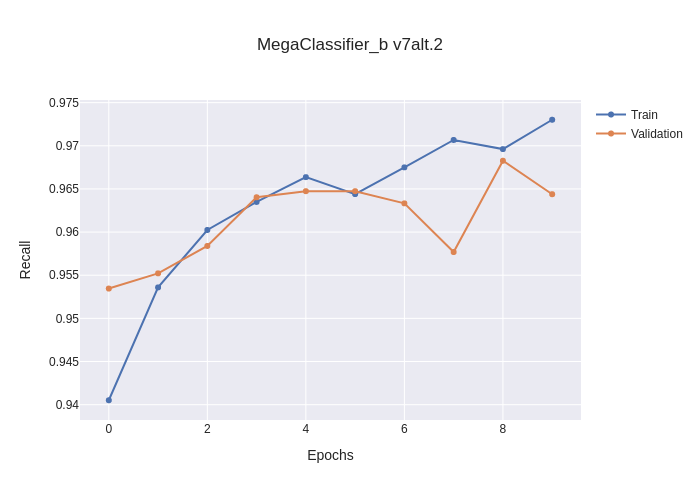 MegaClassifier_b v7alt.2
0.975
0.97
0.965
0.96
0.955
0.95
0.945
0.94
Recall
0 2 4 6 8
Epochs
Train
Validation